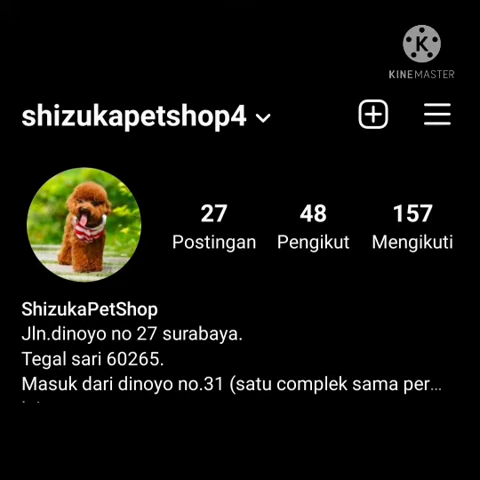 KINEMASTER
shizukapetshop4
27 48 157
Postingan Pengikut Mengikuti
ShizukaPetShop
Jln.dinoyo no 27 surabaya.
Tegal sari 60265.
Masuk dari dinoyo no.31 (satu complek sama per...